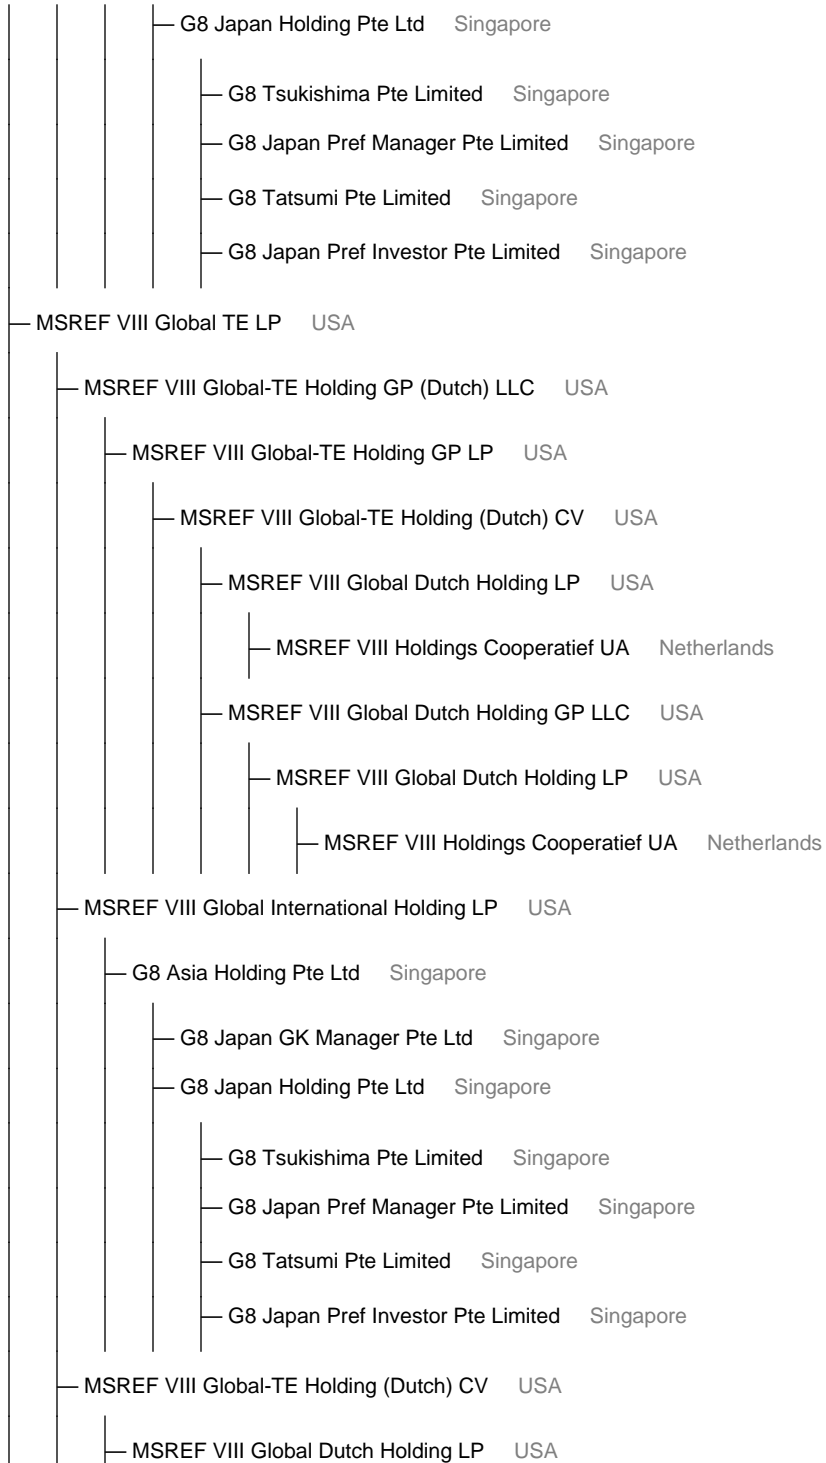 G8 Japan Holding Pte Ltd Singapore
G8 Tsukishima Pte Limited Singapore
G8 Japan Pref Manager Pte Limited Singapore
G8 Tatsumi Pte Limited Singapore
G8 Japan Pref Investor Pte Limited Singapore
MSREF VIII Global TE LP USA
MSREF VIII Global-TE Holding GP (Dutch) LLC USA
MSREF VIII Global-TE Holding GP LP USA
MSREF VIII Global-TE Holding (Dutch) CV USA
MSREF VIII Global Dutch Holding LP USA
MSREF VIII Holdings Cooperatief UA Netherlands
MSREF VIII Global Dutch Holding GP LLC USA
MSREF VIII Global Dutch Holding LP USA
MSREF VIII Holdings Cooperatief UA Netherlands
MSREF VIII Global International Holding LP USA
G8 Asia Holding Pte Ltd Singapore
G8 Japan GK Manager Pte Ltd Singapore
G8 Japan Holding Pte Ltd Singapore
G8 Tsukishima Pte Limited Singapore
G8 Japan Pref Manager Pte Limited Singapore
G8 Tatsumi Pte Limited Singapore
G8 Japan Pref Investor Pte Limited Singapore
MSREF VIII Global-TE Holding (Dutch) CV USA
MSREF VIII Global Dutch Holding LP USA